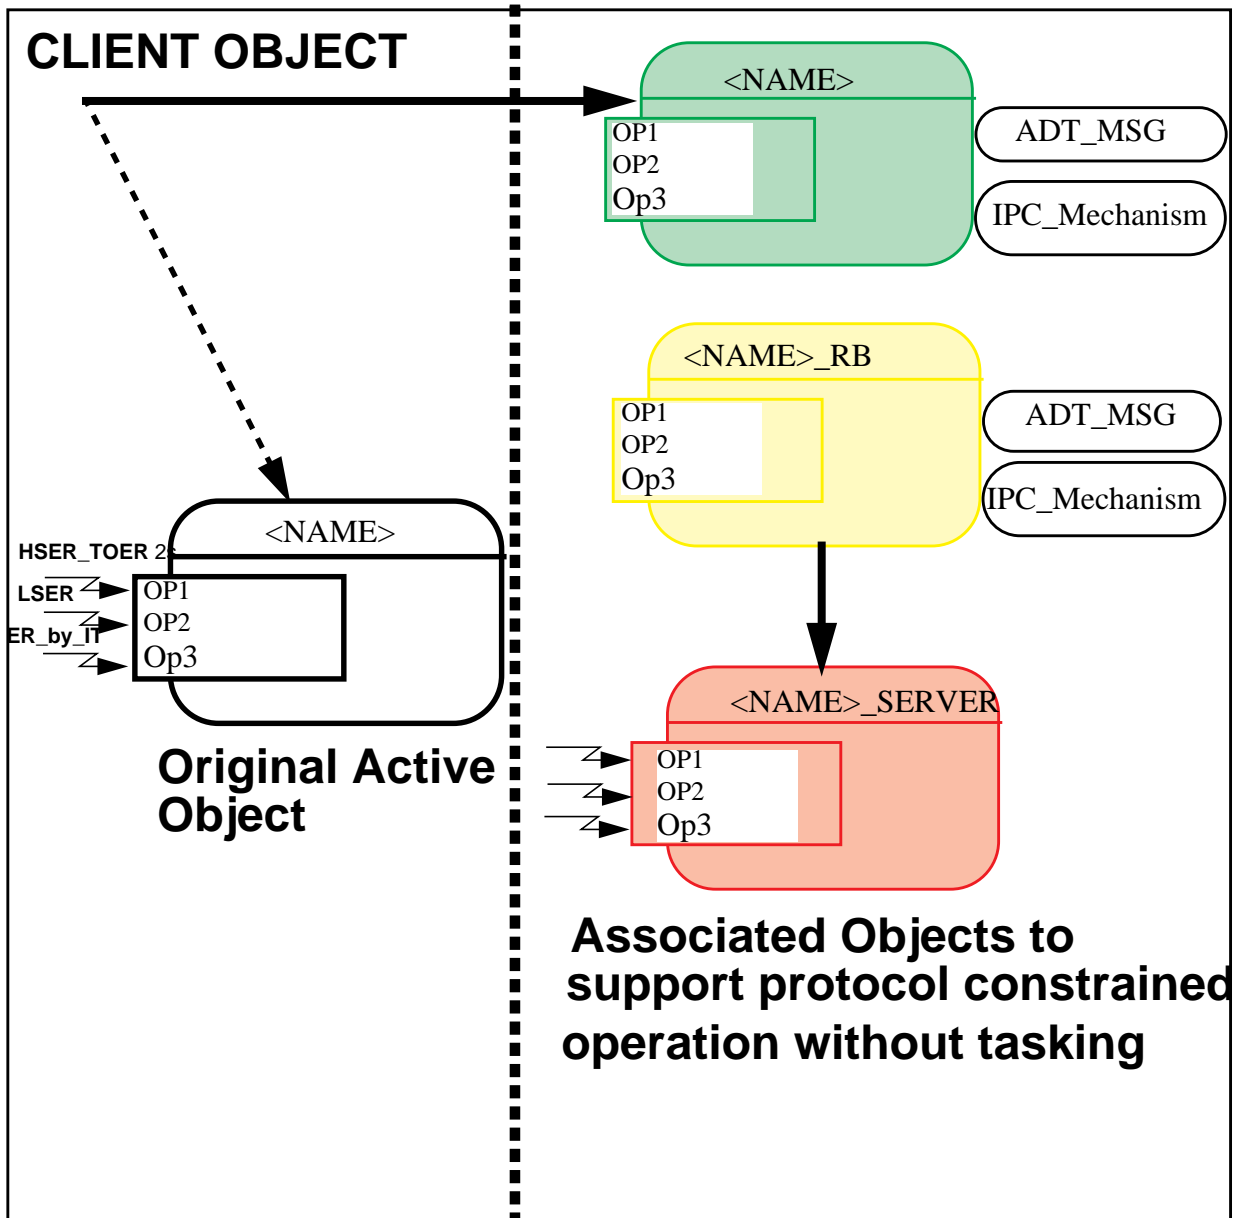 CLIENT OBJECT
<NAME>
OP1
OP2
Op3
ADT_MSG
IPC_Mechanism
<NAME>_RB
OP1
OP2
Op3
ADT_MSG
IPC_Mechanism
<NAME>
HSER_TOER 2s
LSER
ER_by_IT
OP1
OP2
Op3
Original Active
Object
<NAME>_SERVER
OP1
OP2
Op3
Associated Objects to
support protocol constrained
operation without tasking